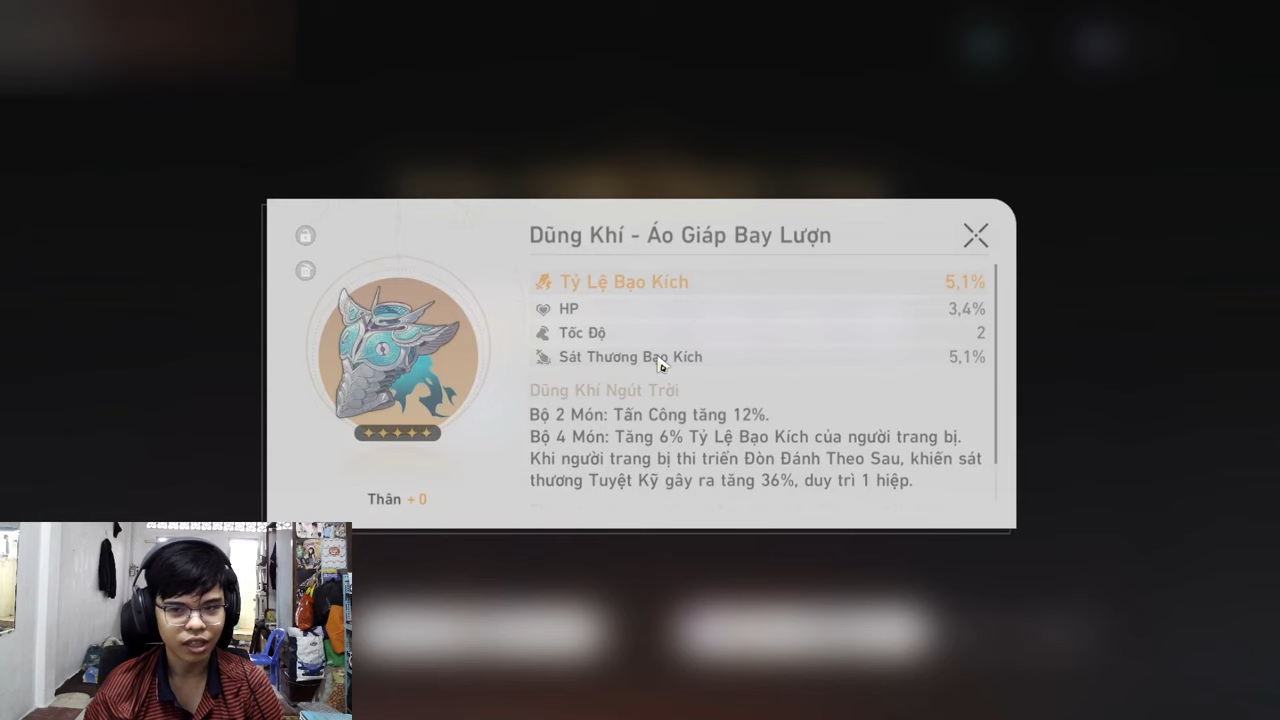 Dũng Khí - Áo Giáp Bay Lượn
Tỷ Lệ Bạo Kích 5,1%
HP 3,4%
Tốc Độ 2
Sát Thương Bạo Kích 5,1%
Dũng Khí Ngút Trời
Bộ 2 Món: Tấn Công tăng 12%.
Bộ 4 Món: Tăng 6% Tỷ Lệ Bạo Kích của người trang bị.
Khi người trang bị thi triển Đòn Đánh Theo Sau, khiến sát
thương Tuyệt Kỹ gây ra tăng 36%, duy trì 1 hiệp.
Thân + 0